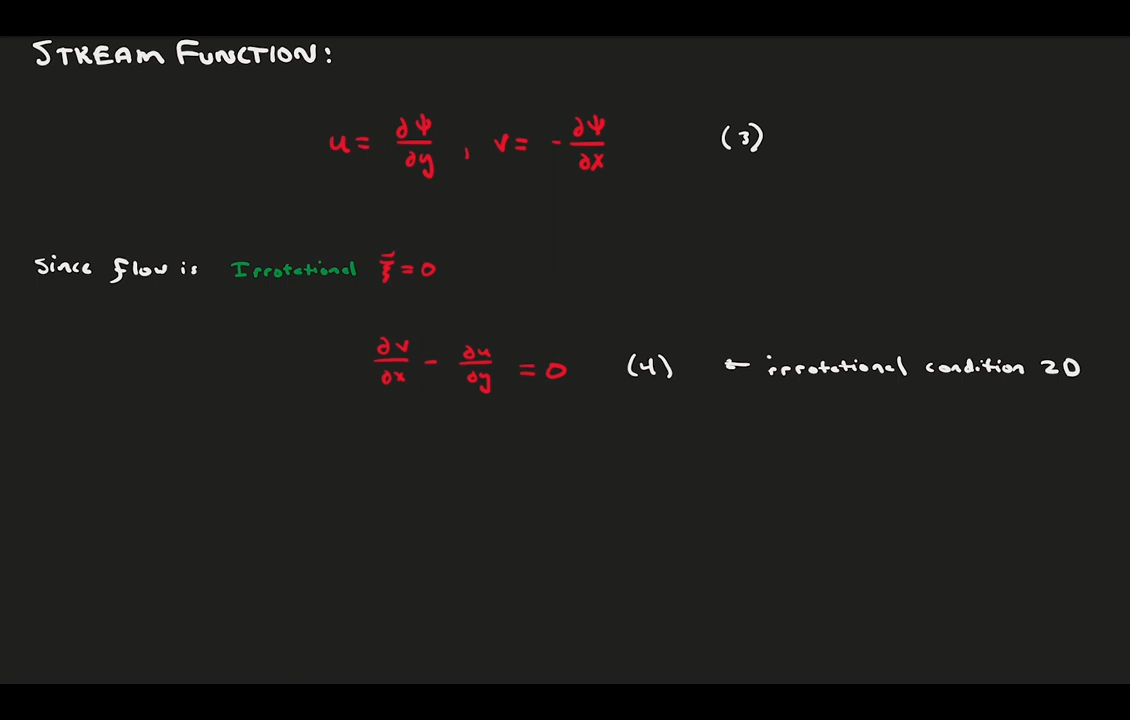 STREAM FUNCTION:
u = ∂ψ/∂y , v = - ∂ψ/∂x (3)
Since flow is Irrotational ξ⃗ = 0
∂v/∂x - ∂u/∂y = 0 (4) ← irrotational condition 2D